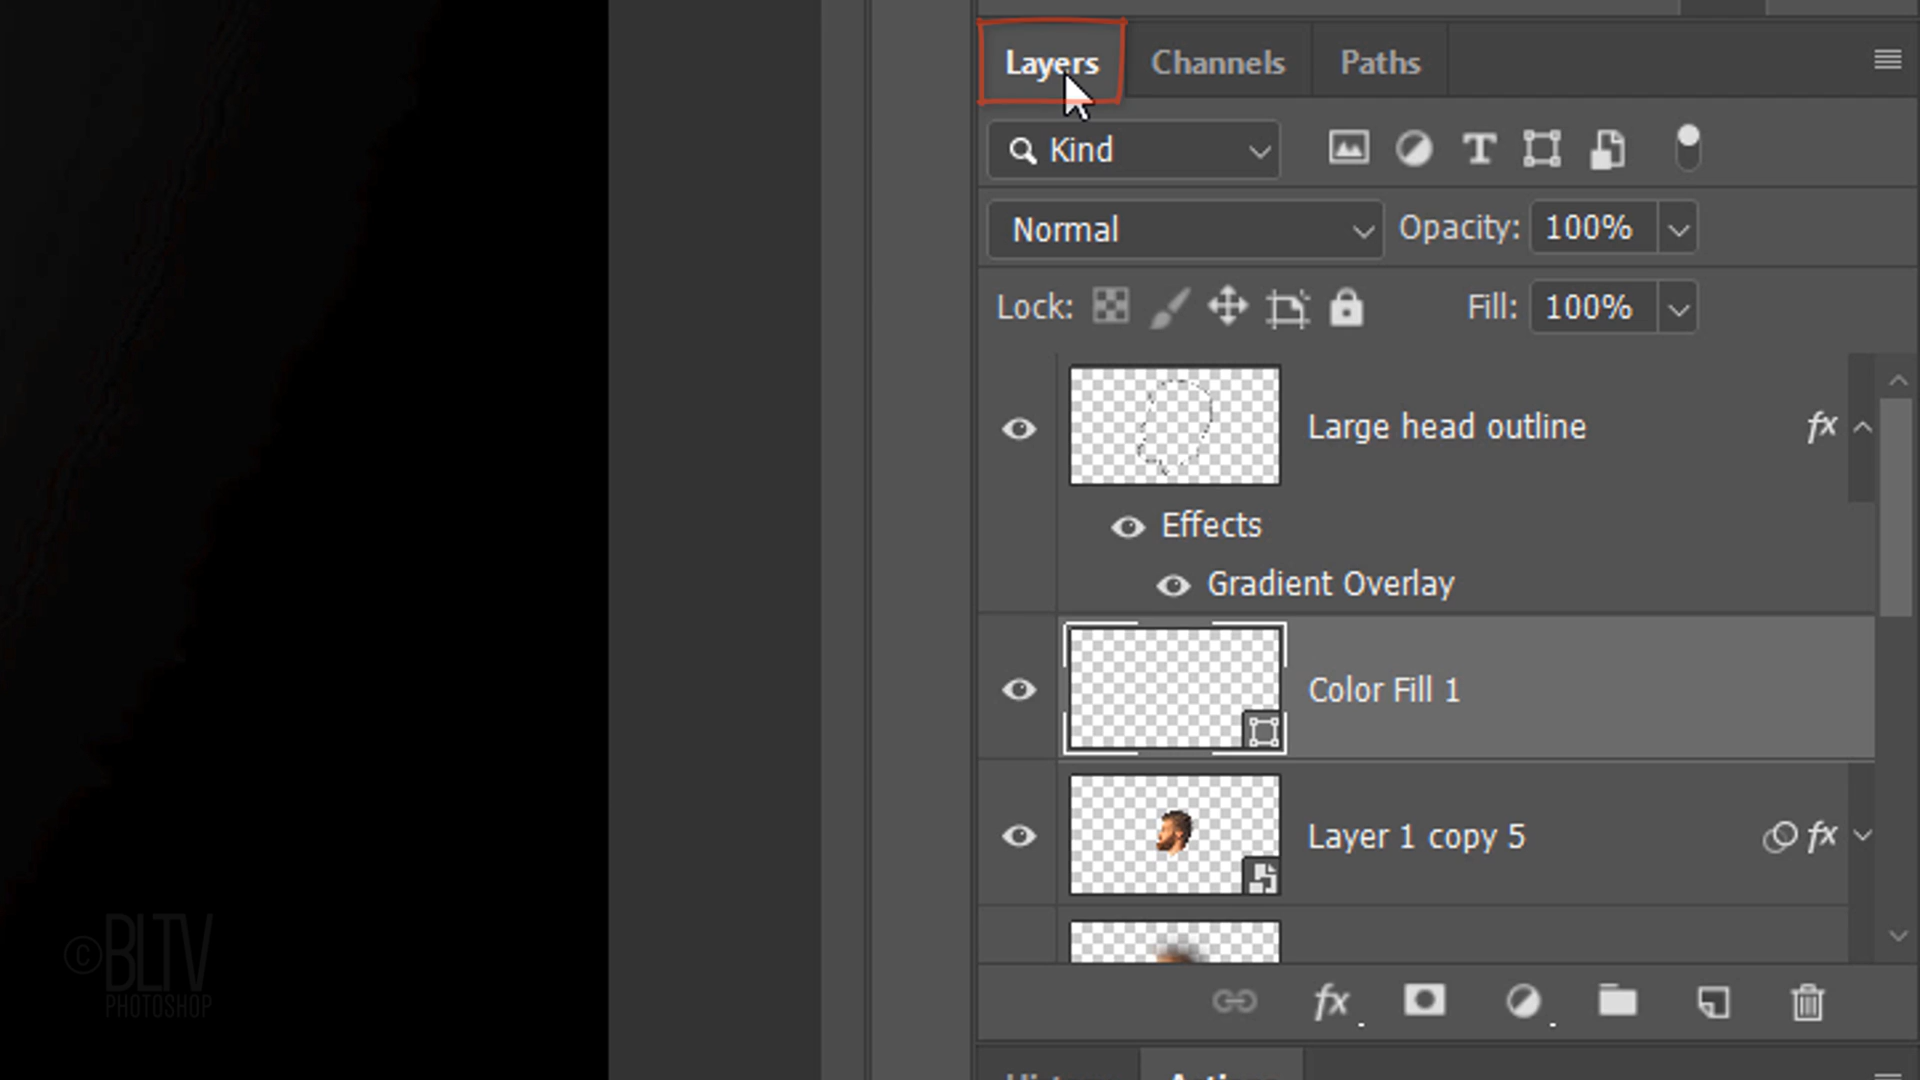 Layers Channels Paths
Kind
Normal Opacity: 100%
Lock: Fill: 100%
Large head outline fx
Effects
Gradient Overlay
Color Fill 1
Layer 1 copy 5 fx
fx
©BLTV
PHOTOSHOP